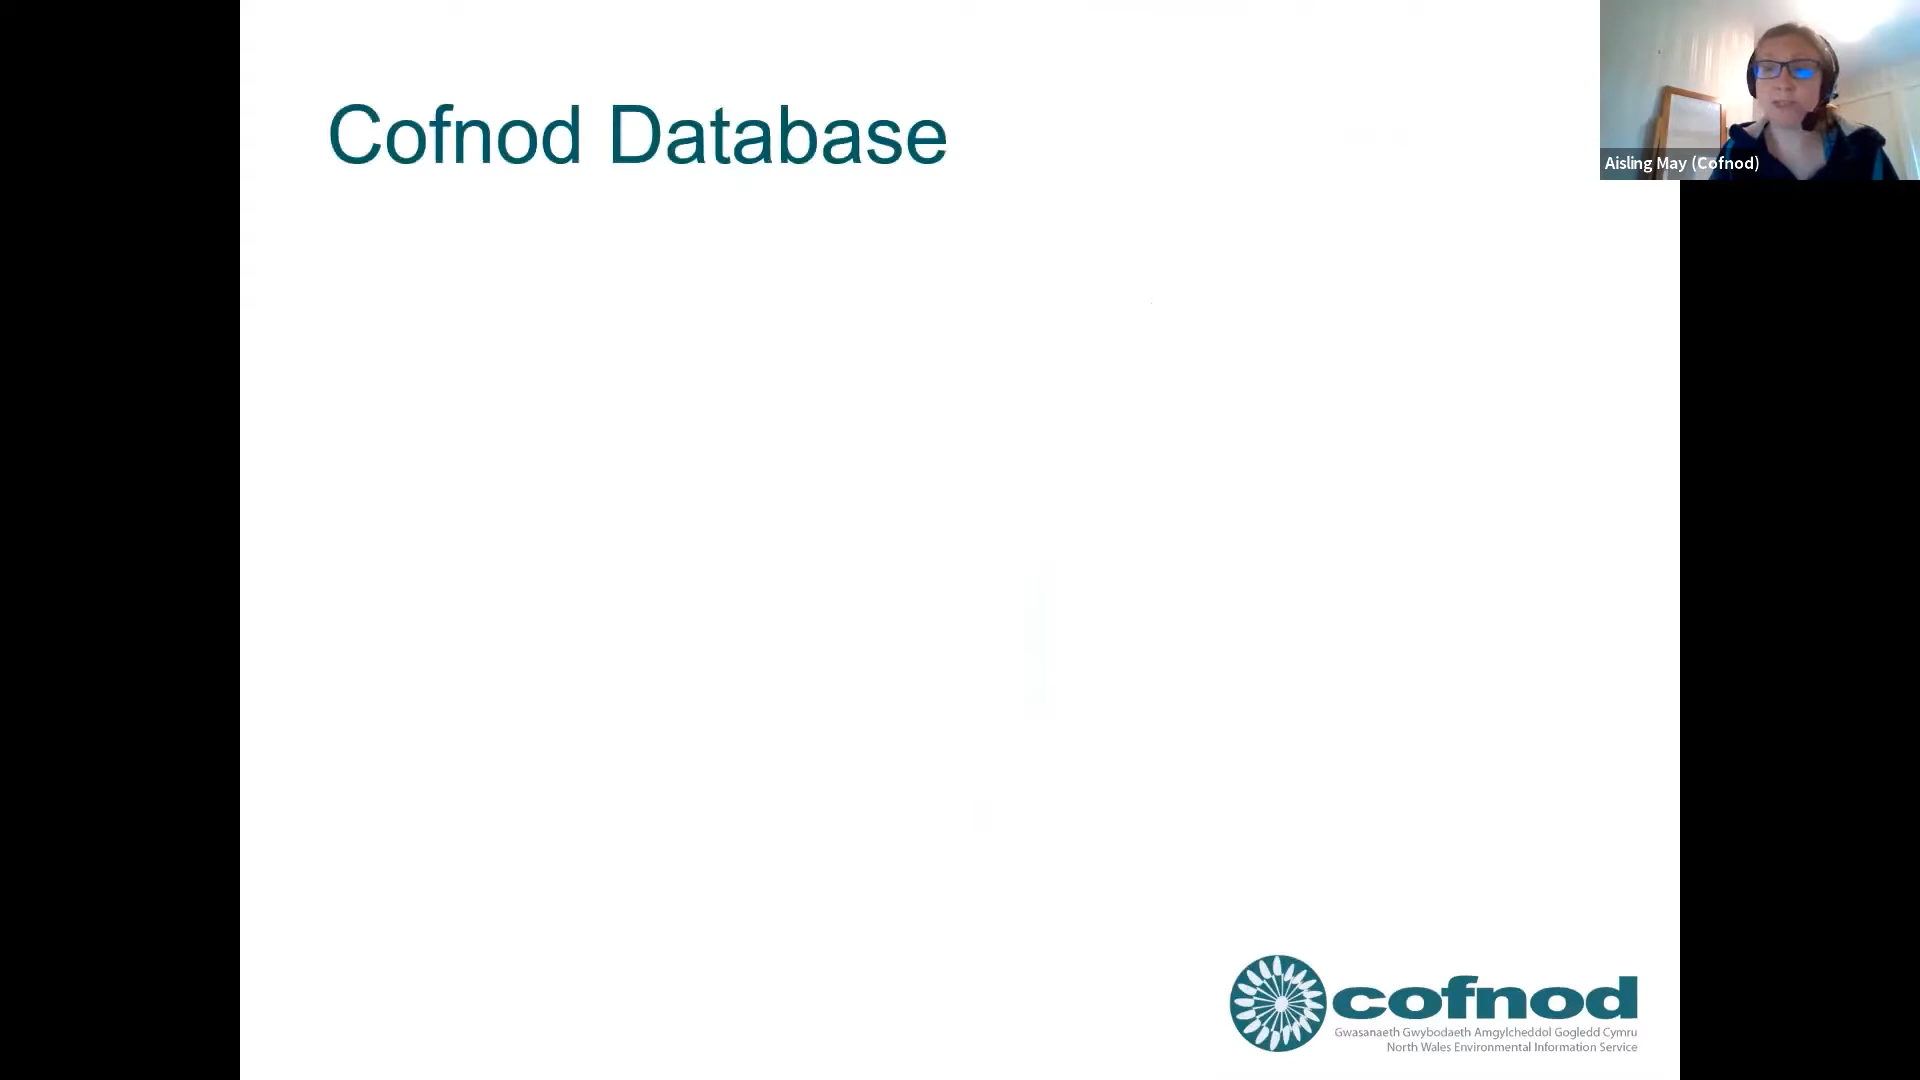 Cofnod Database
Aisling May (Cofnod)
cofnod
Gwasanaeth Gwybodaeth Amgylcheddol Gogledd Cymru
North Wales Environmental Information Service